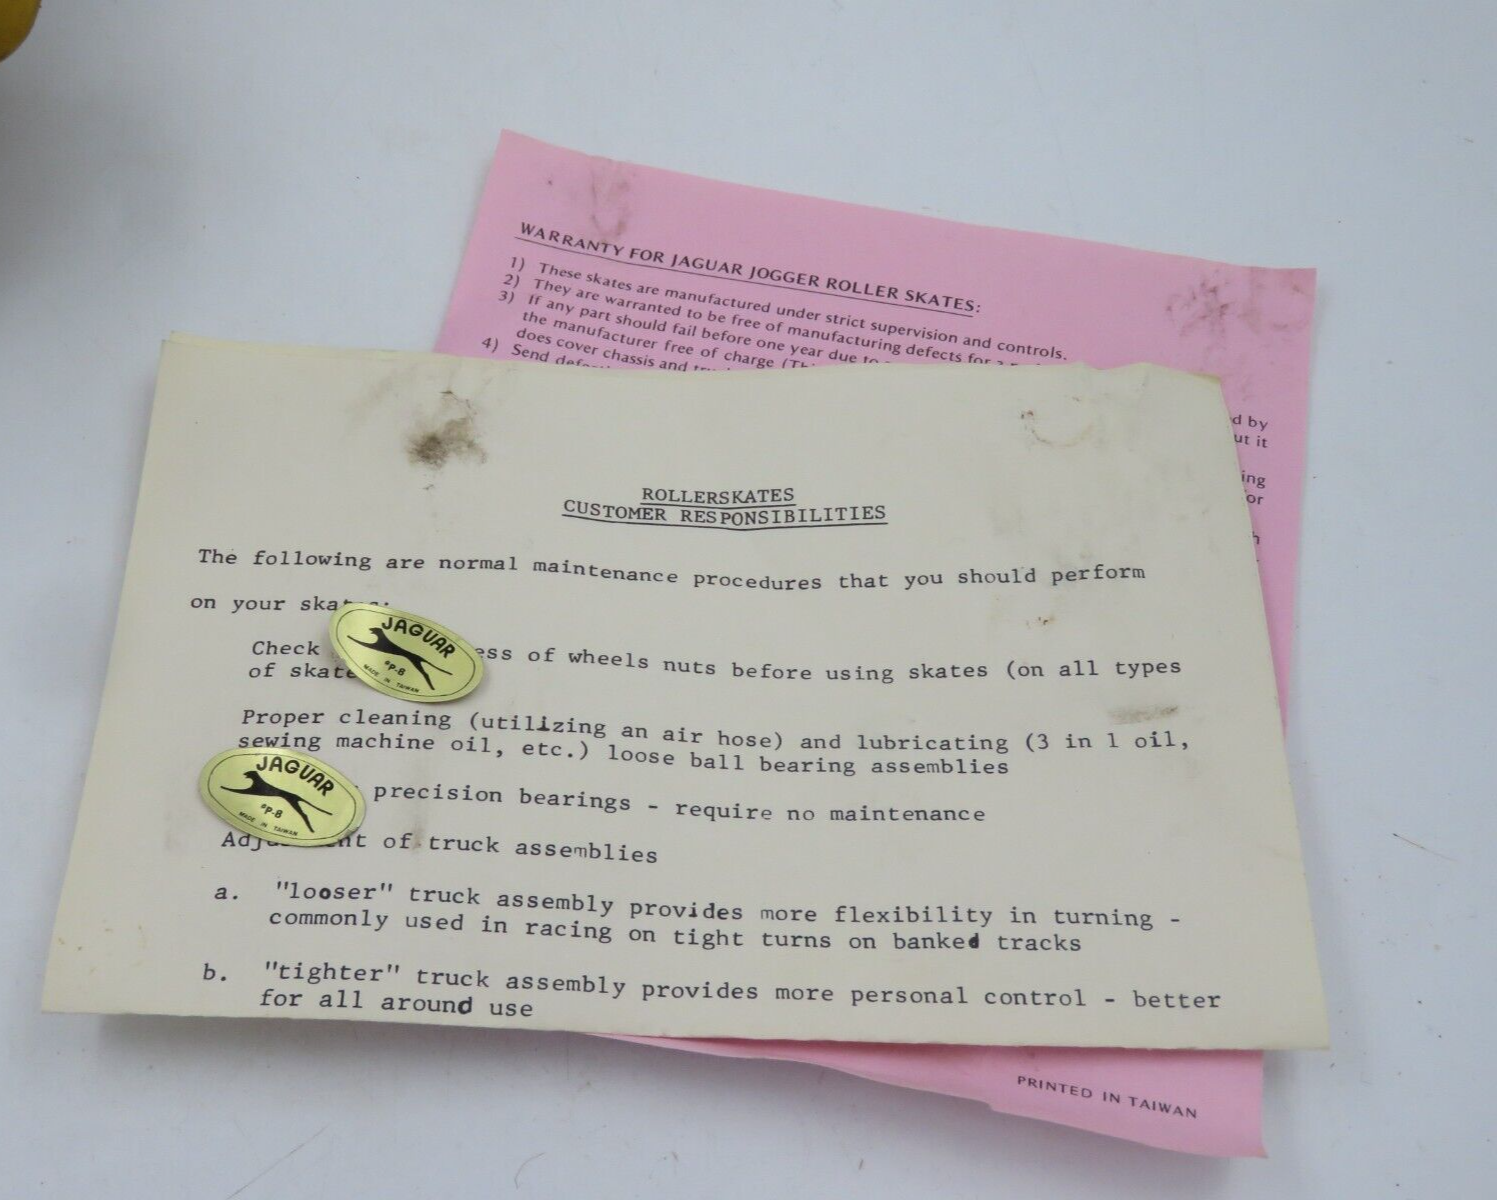 WARRANTY FOR JAGUAR JOGGER ROLLER SKATES:
1) These skates are manufactured under strict supervision and controls.
2) They are warranted to be free of manufacturing defects for a
3) If any part should fail before one year due to
the manufacturer free of charge
does cover chassis and
4) Send
d by
ut it
ing
or
h
ROLLERSKATES
CUSTOMER RESPONSIBILITIES
The following are normal maintenance procedures that you should perform
on your
Check ess of wheels nuts before using skates (on all types
of
JAGUAR
SP-8
MADE IN TAIWAN
Proper cleaning (utilizing an air hose) and lubricating (3 in 1 oil,
sewing machine oil, etc.) loose ball bearing assemblies
precision bearings - require no maintenance
JAGUAR
SP-8
MADE IN TAIWAN
of truck assemblies
a. "looser" truck assembly provides more flexibility in turning -
commonly used in racing on tight turns on banked tracks
b. "tighter" truck assembly provides more personal control - better
for all around use
PRINTED IN TAIWAN